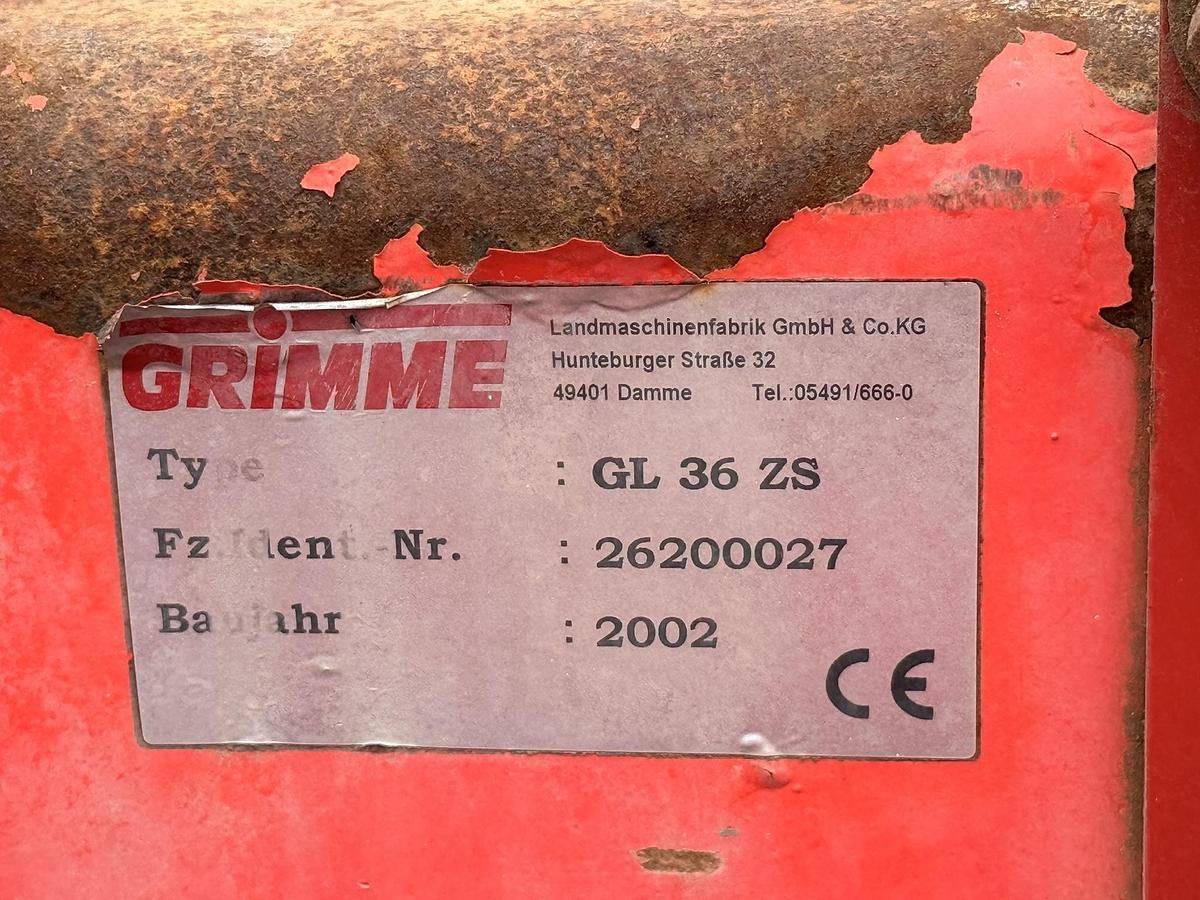 GRIMME
Landmaschinenfabrik GmbH & Co.KG
Hunteburger Straße 32
49401 Damme Tel.:05491/666-0
Type : GL 36 ZS
Fz.Ident.-Nr. : 26200027
Baujahr : 2002
CE